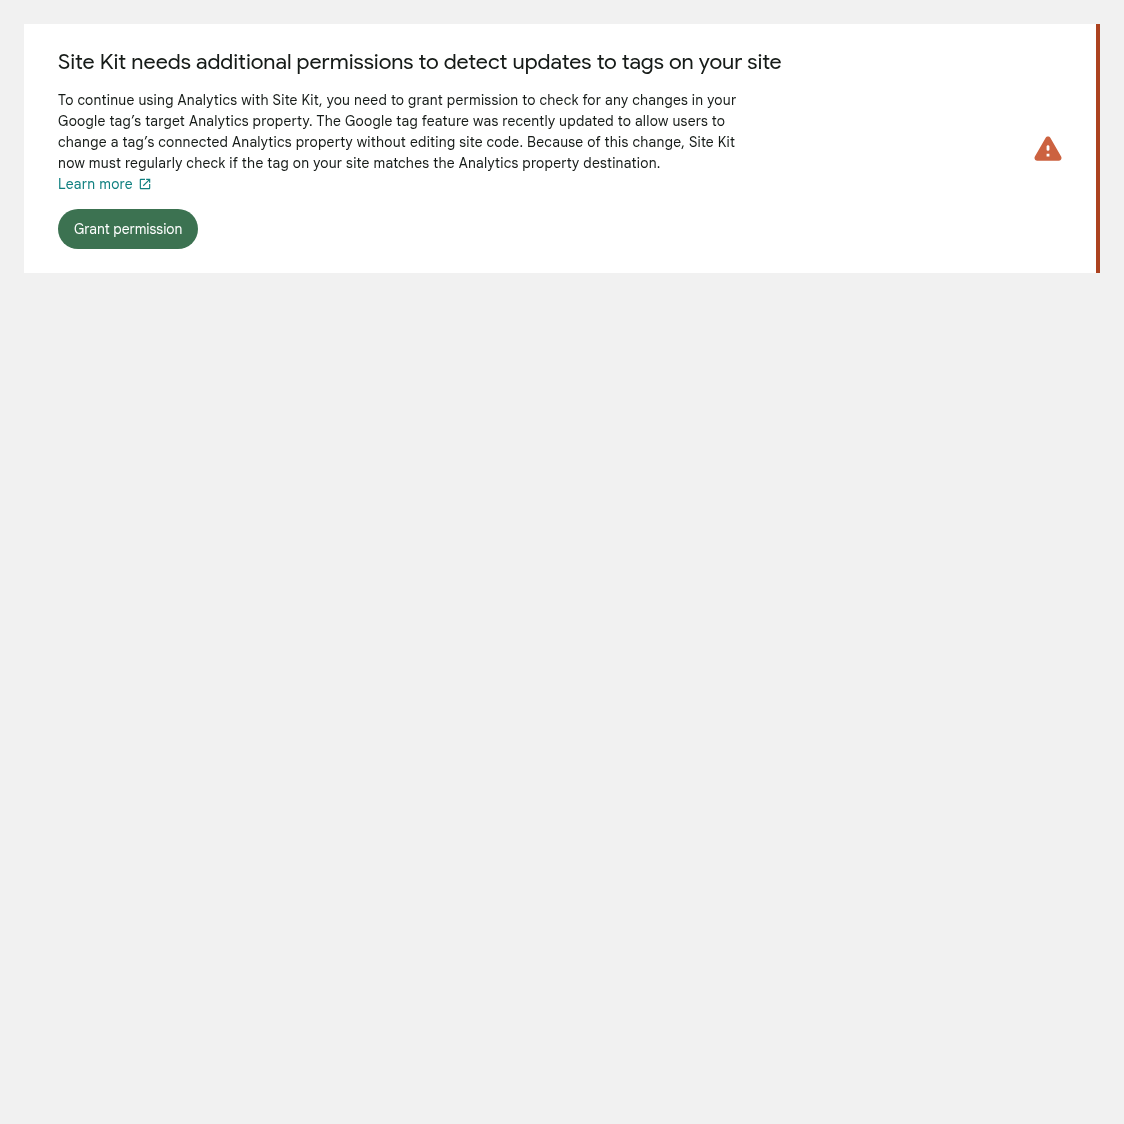 Site Kit needs additional permissions to detect updates to tags on your site
To continue using Analytics with Site Kit, you need to grant permission to check for any changes in your
Google tag’s target Analytics property. The Google tag feature was recently updated to allow users to
change a tag’s connected Analytics property without editing site code. Because of this change, Site Kit
now must regularly check if the tag on your site matches the Analytics property destination.
Learn more
Grant permission